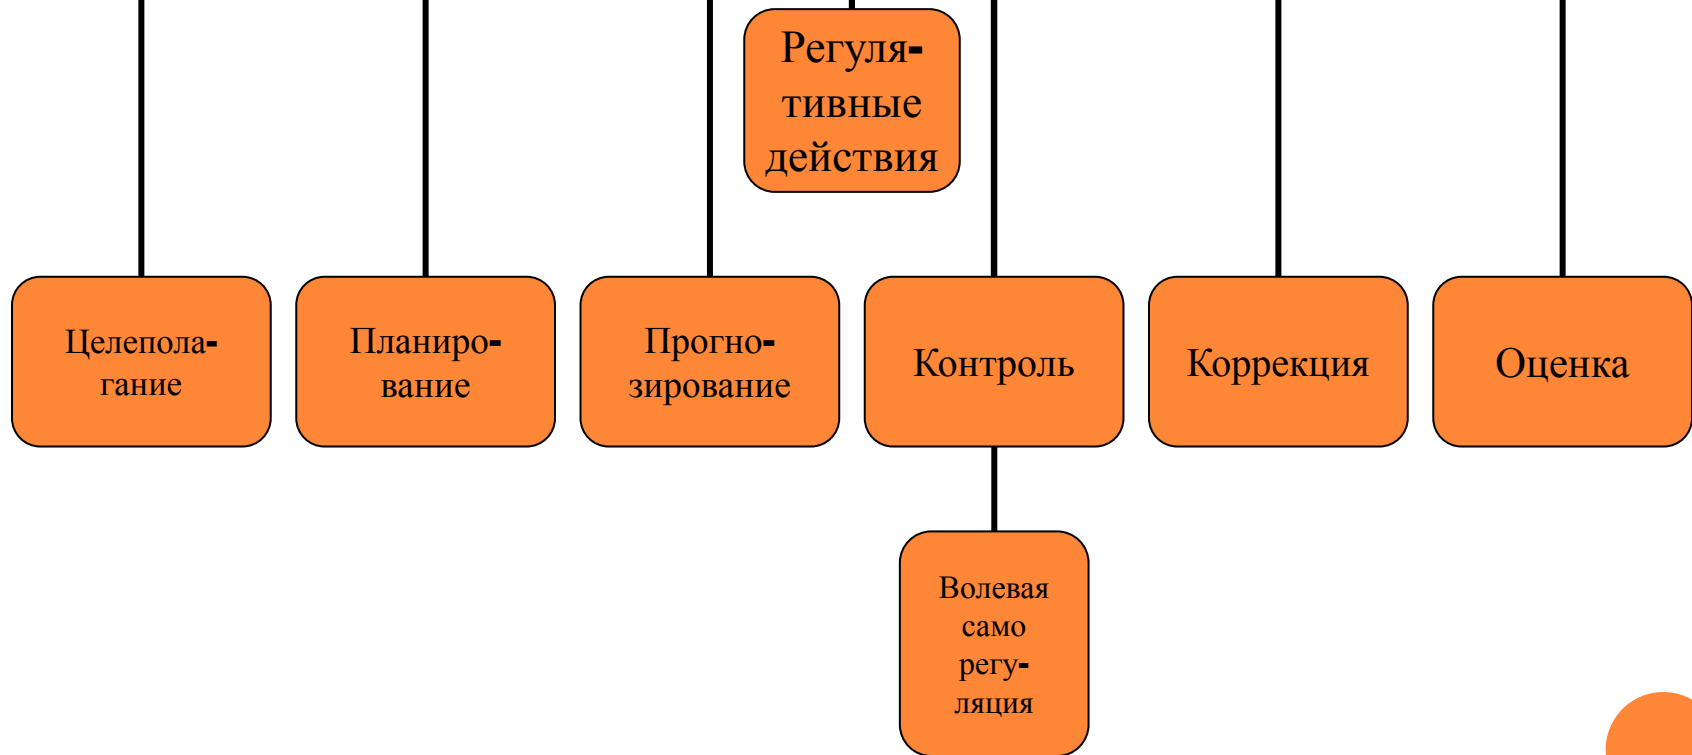 Регуля-
тивные
действия
Целепола-
гание
Планиро-
вание
Прогно-
зирование
Контроль
Коррекция
Оценка
Волевая
само
регу-
ляция